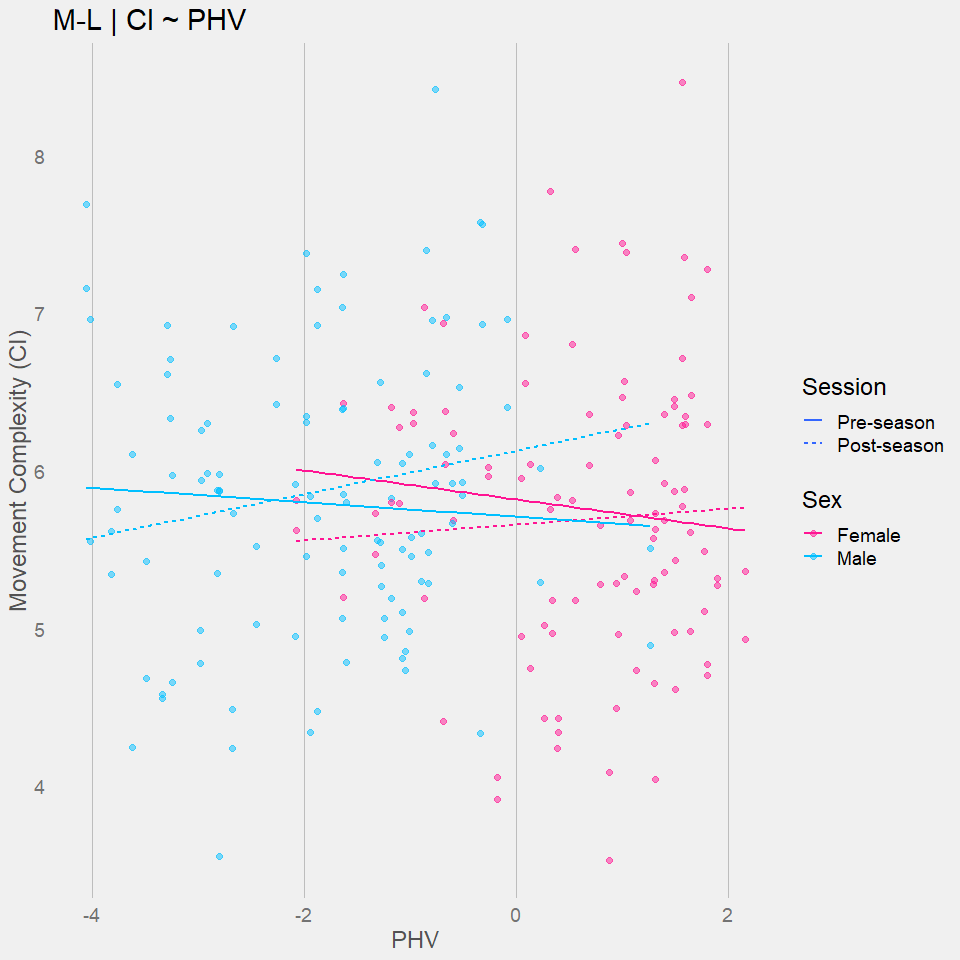 M-L | CI ~ PHV
Movement Complexity (CI)
8
7
6
5
4
-4
-2
0
2
PHV
Session
Pre-season
Post-season
Sex
Female
Male